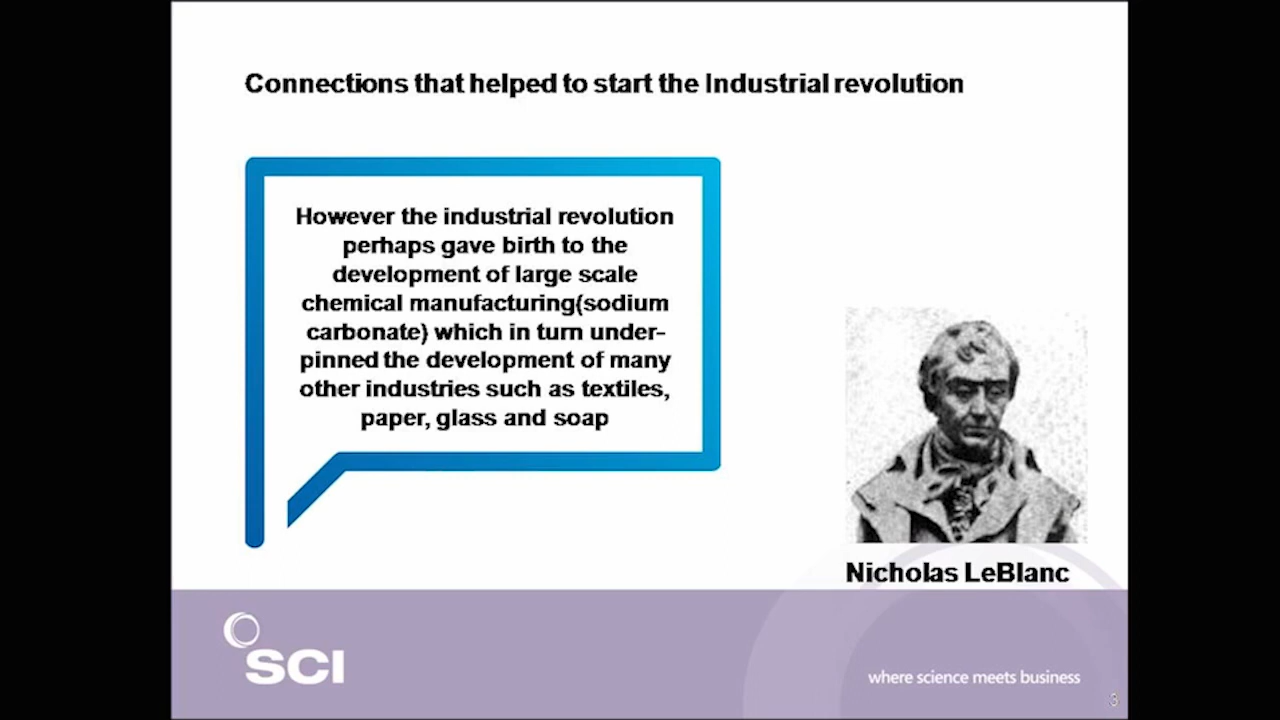 Connections that helped to start the Industrial revolution
However the industrial revolution
perhaps gave birth to the
development of large scale
chemical manufacturing(sodium
carbonate) which in turn under-
pinned the development of many
other industries such as textiles,
paper, glass and soap
Nicholas LeBlanc
SCI
where science meets business